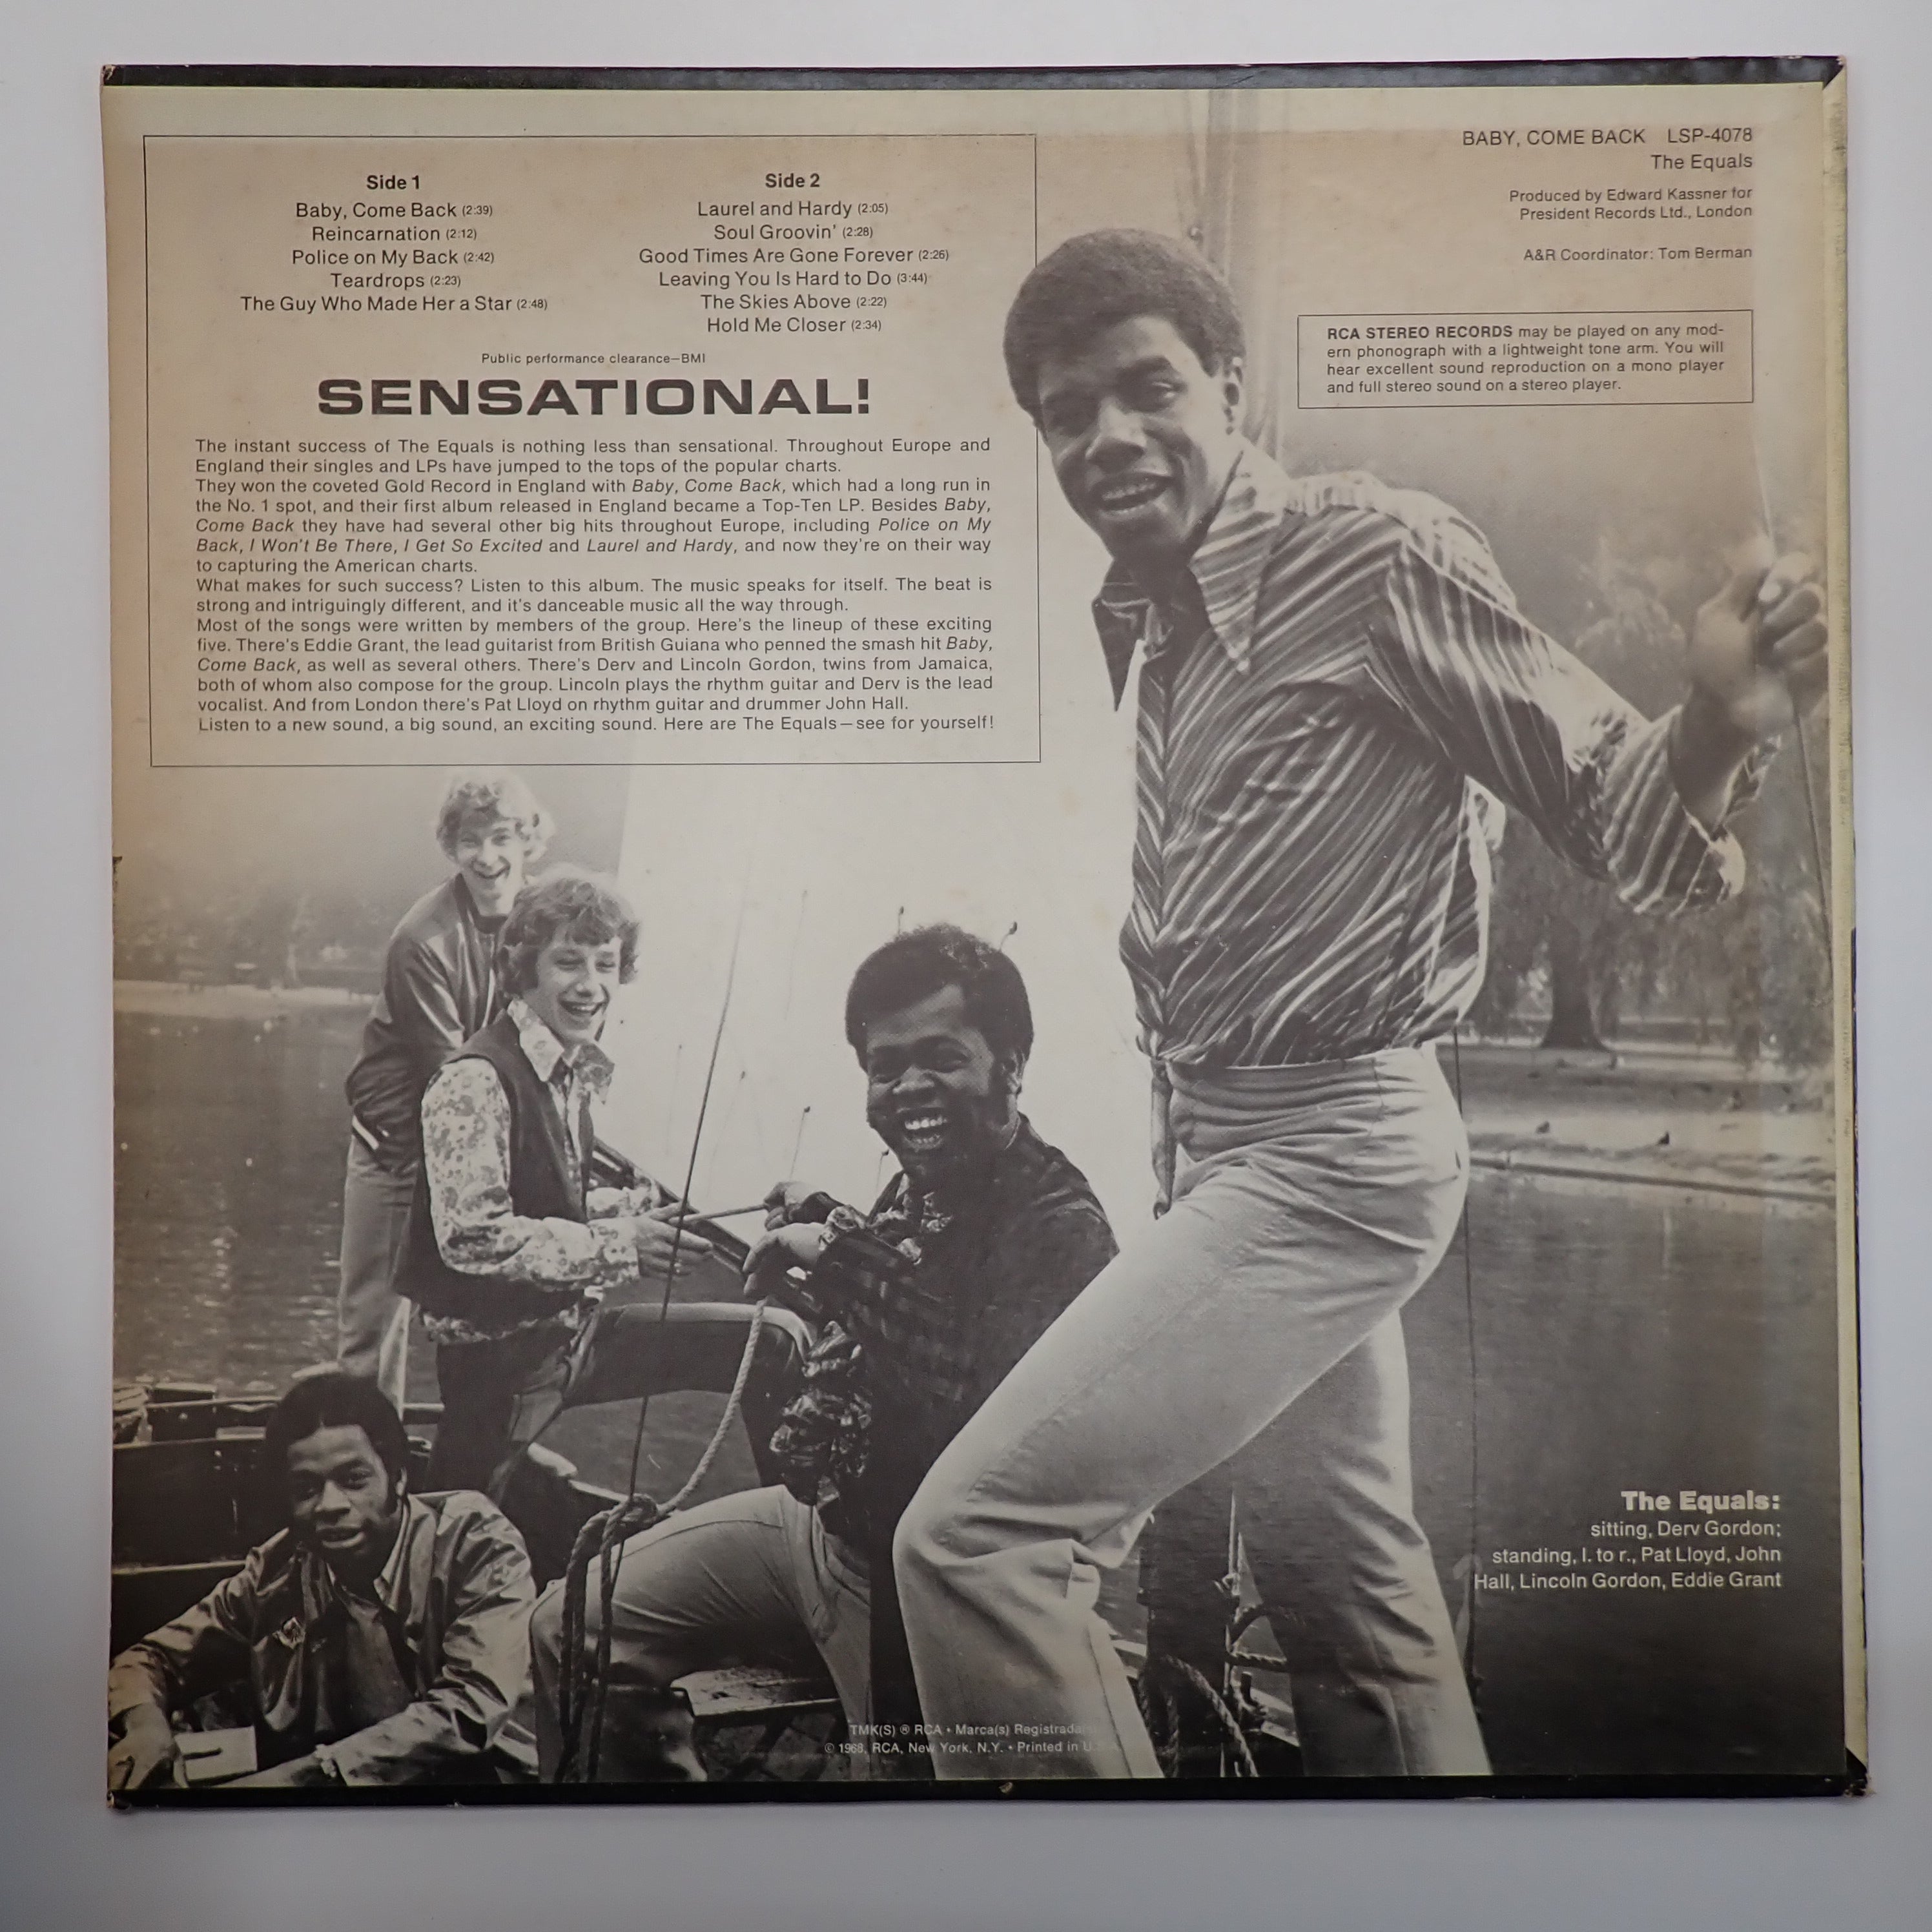 Side 1
Baby, Come Back (2:39)
Reincarnation (2:12)
Police on My Back (2:42)
Teardrops (2:23)
The Guy Who Made Her a Star (2:48)
Side 2
Laurel and Hardy (2:05)
Soul Groovin' (2:28)
Good Times Are Gone Forever (2:26)
Leaving You Is Hard to Do (3:44)
The Skies Above (2:22)
Hold Me Closer (2:34)
Public performance clearance—BMI
SENSATIONAL!
The instant success of The Equals is nothing less than sensational. Throughout Europe and
England their singles and LPs have jumped to the tops of the popular charts.
They won the coveted Gold Record in England with Baby, Come Back, which had a long run in
the No. 1 spot, and their first album released in England became a Top-Ten LP. Besides Baby,
Come Back they have had several other big hits throughout Europe, including Police on My
Back, I Won't Be There, I Get So Excited and Laurel and Hardy, and now they're on their way
to capturing the American charts.
What makes for such success? Listen to this album. The music speaks for itself. The beat is
strong and intriguingly different, and it's danceable music all the way through.
Most of the songs were written by members of the group. Here's the lineup of these exciting
five. There's Eddie Grant, the lead guitarist from British Guiana who penned the smash hit Baby,
Come Back, as well as several others. There's Derv and Lincoln Gordon, twins from Jamaica,
both of whom also compose for the group. Lincoln plays the rhythm guitar and Derv is the lead
vocalist. And from London there's Pat Lloyd on rhythm guitar and drummer John Hall.
Listen to a new sound, a big sound, an exciting sound. Here are The Equals—see for yourself!
BABY, COME BACK LSP-4078
The Equals
Produced by Edward Kassner for
President Records Ltd., London
A&R Coordinator: Tom Berman
RCA STEREO RECORDS may be played on any mod-
ern phonograph with a lightweight tone arm. You will
hear excellent sound reproduction on a mono player
and full stereo sound on a stereo player.
The Equals:
sitting, Derv Gordon;
standing, l. to r., Pat Lloyd, John
Hall, Lincoln Gordon, Eddie Grant
TMK(S) ® RCA • Marca(s) Registrada
© 1968, RCA, New York, N.Y. • Printed in U.S.